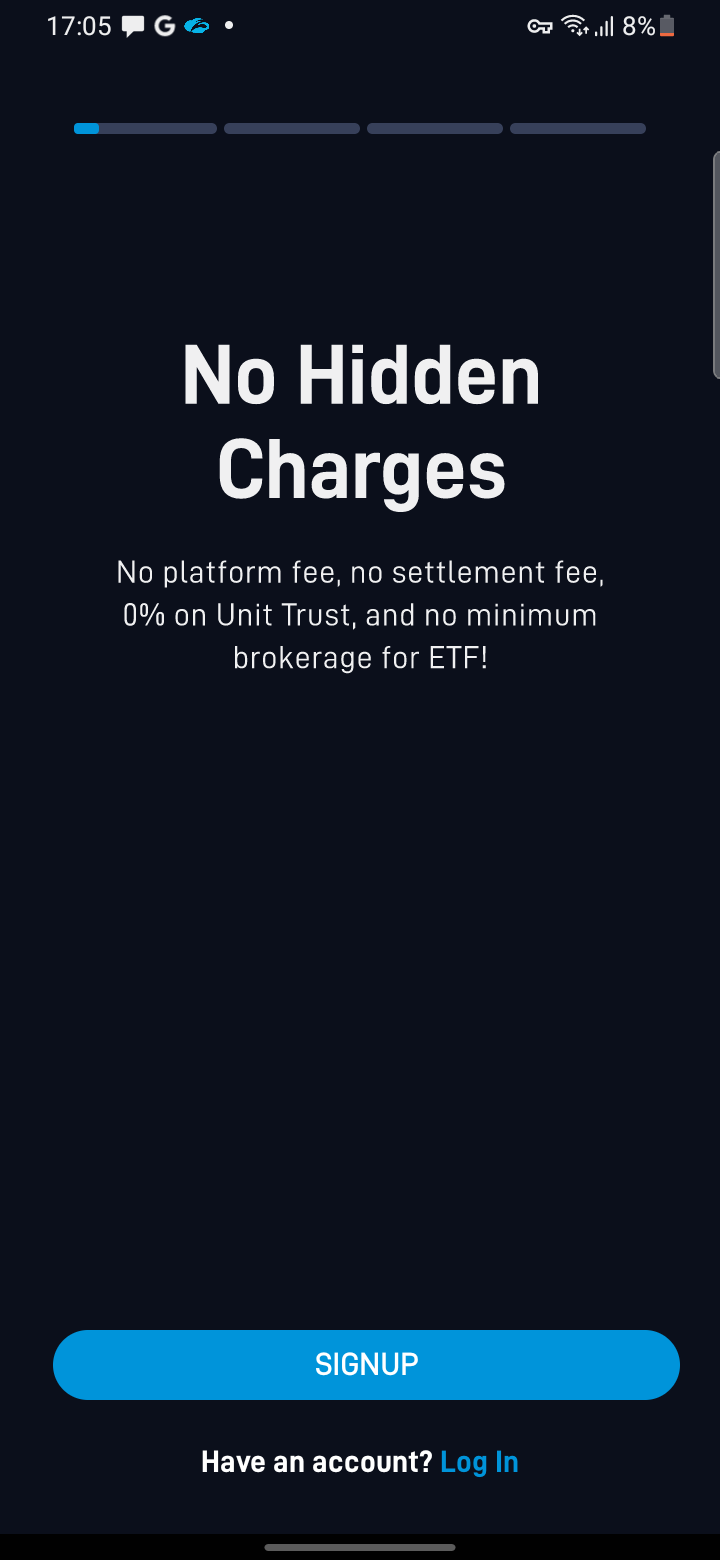 17:05
8%
No Hidden
Charges
No platform fee, no settlement fee,
0% on Unit Trust, and no minimum
brokerage for ETF!
SIGNUP
Have an account? Log In